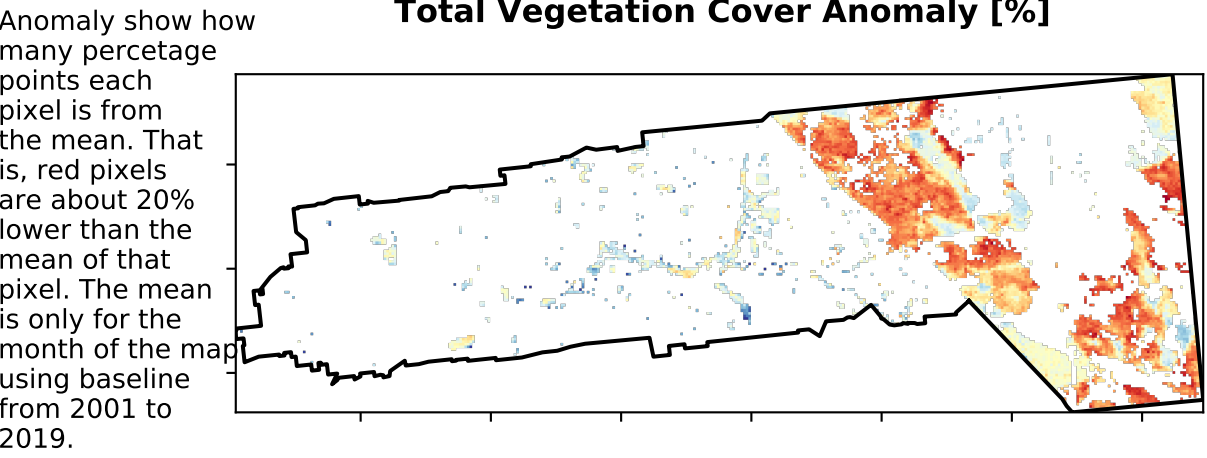 Total Vegetation Cover Anomaly [%]
Anomaly show how
many percetage
points each
pixel is from
the mean. That
is, red pixels
are about 20%
lower than the
mean of that
pixel. The mean
is only for the
month of the map
using baseline
from 2001 to
2019.